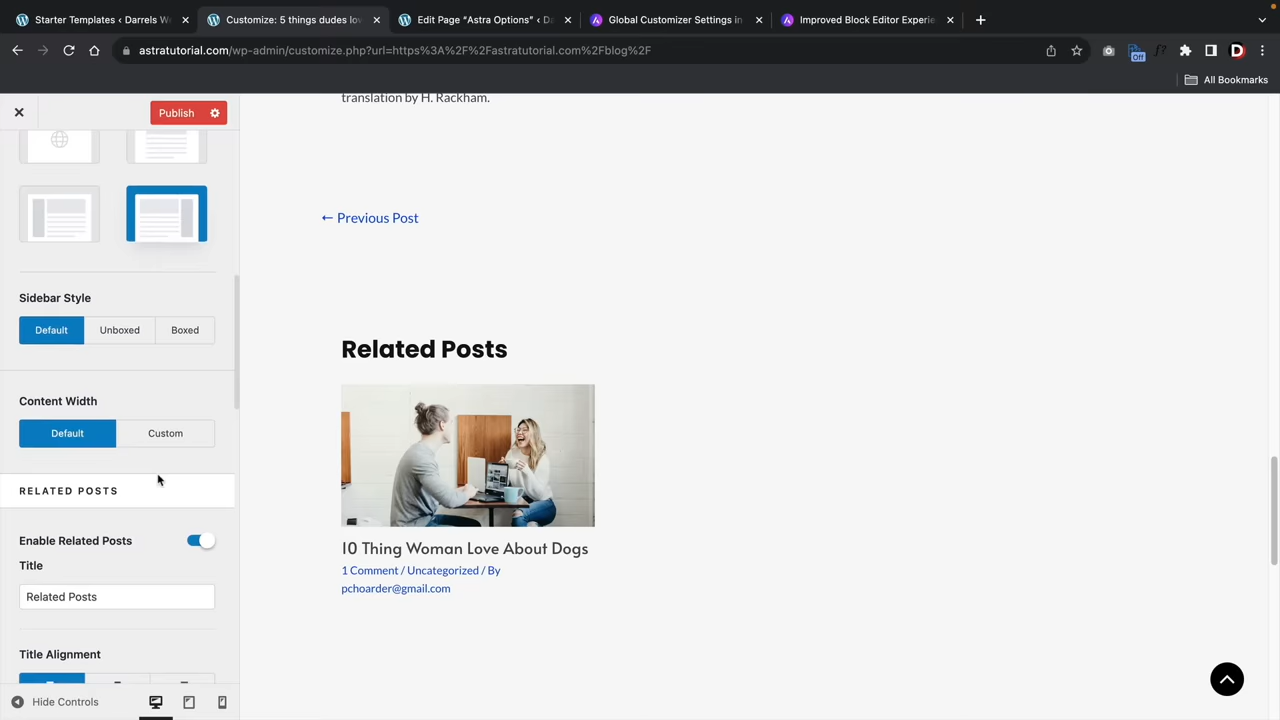 Starter Templates ‹ Darrels W
Customize: 5 things dudes lov
Edit Page “Astra Options” ‹ Da
Global Customizer Settings in
Improved Block Editor Experie
astratutorial.com/wp-admin/customize.php?url=https%3A%2F%2Fastratutorial.com%2Fblog%2F
Off
f?
D
All Bookmarks
Publish
translation by H. Rackham.
← Previous Post
Sidebar Style
Default
Unboxed
Boxed
Related Posts
Content Width
Default
Custom
RELATED POSTS
Enable Related Posts
Title
Related Posts
10 Thing Woman Love About Dogs
1 Comment / Uncategorized / By
pchoarder@gmail.com
Title Alignment
Hide Controls